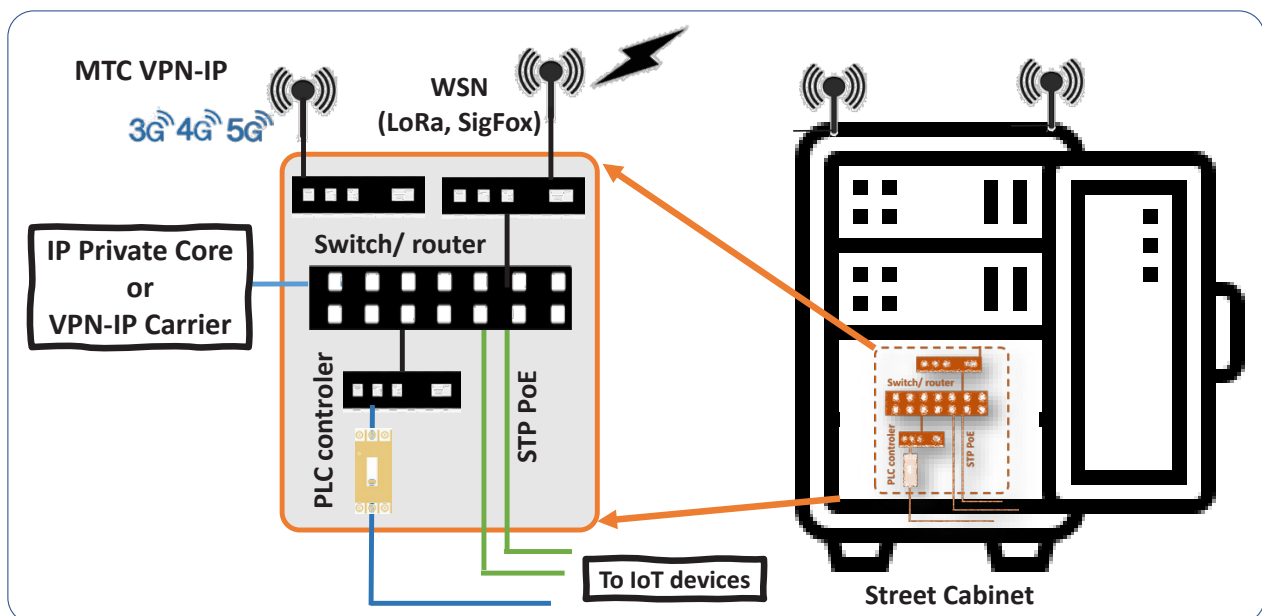 MTC VPN-IP
3G 4G 5G
WSN
(LoRa, SigFox)
IP Private Core
or
VPN-IP Carrier
Switch/ router
PLC controler
STP PoE
To IoT devices
Switch/ router
PLC controler
STP PoE
Street Cabinet